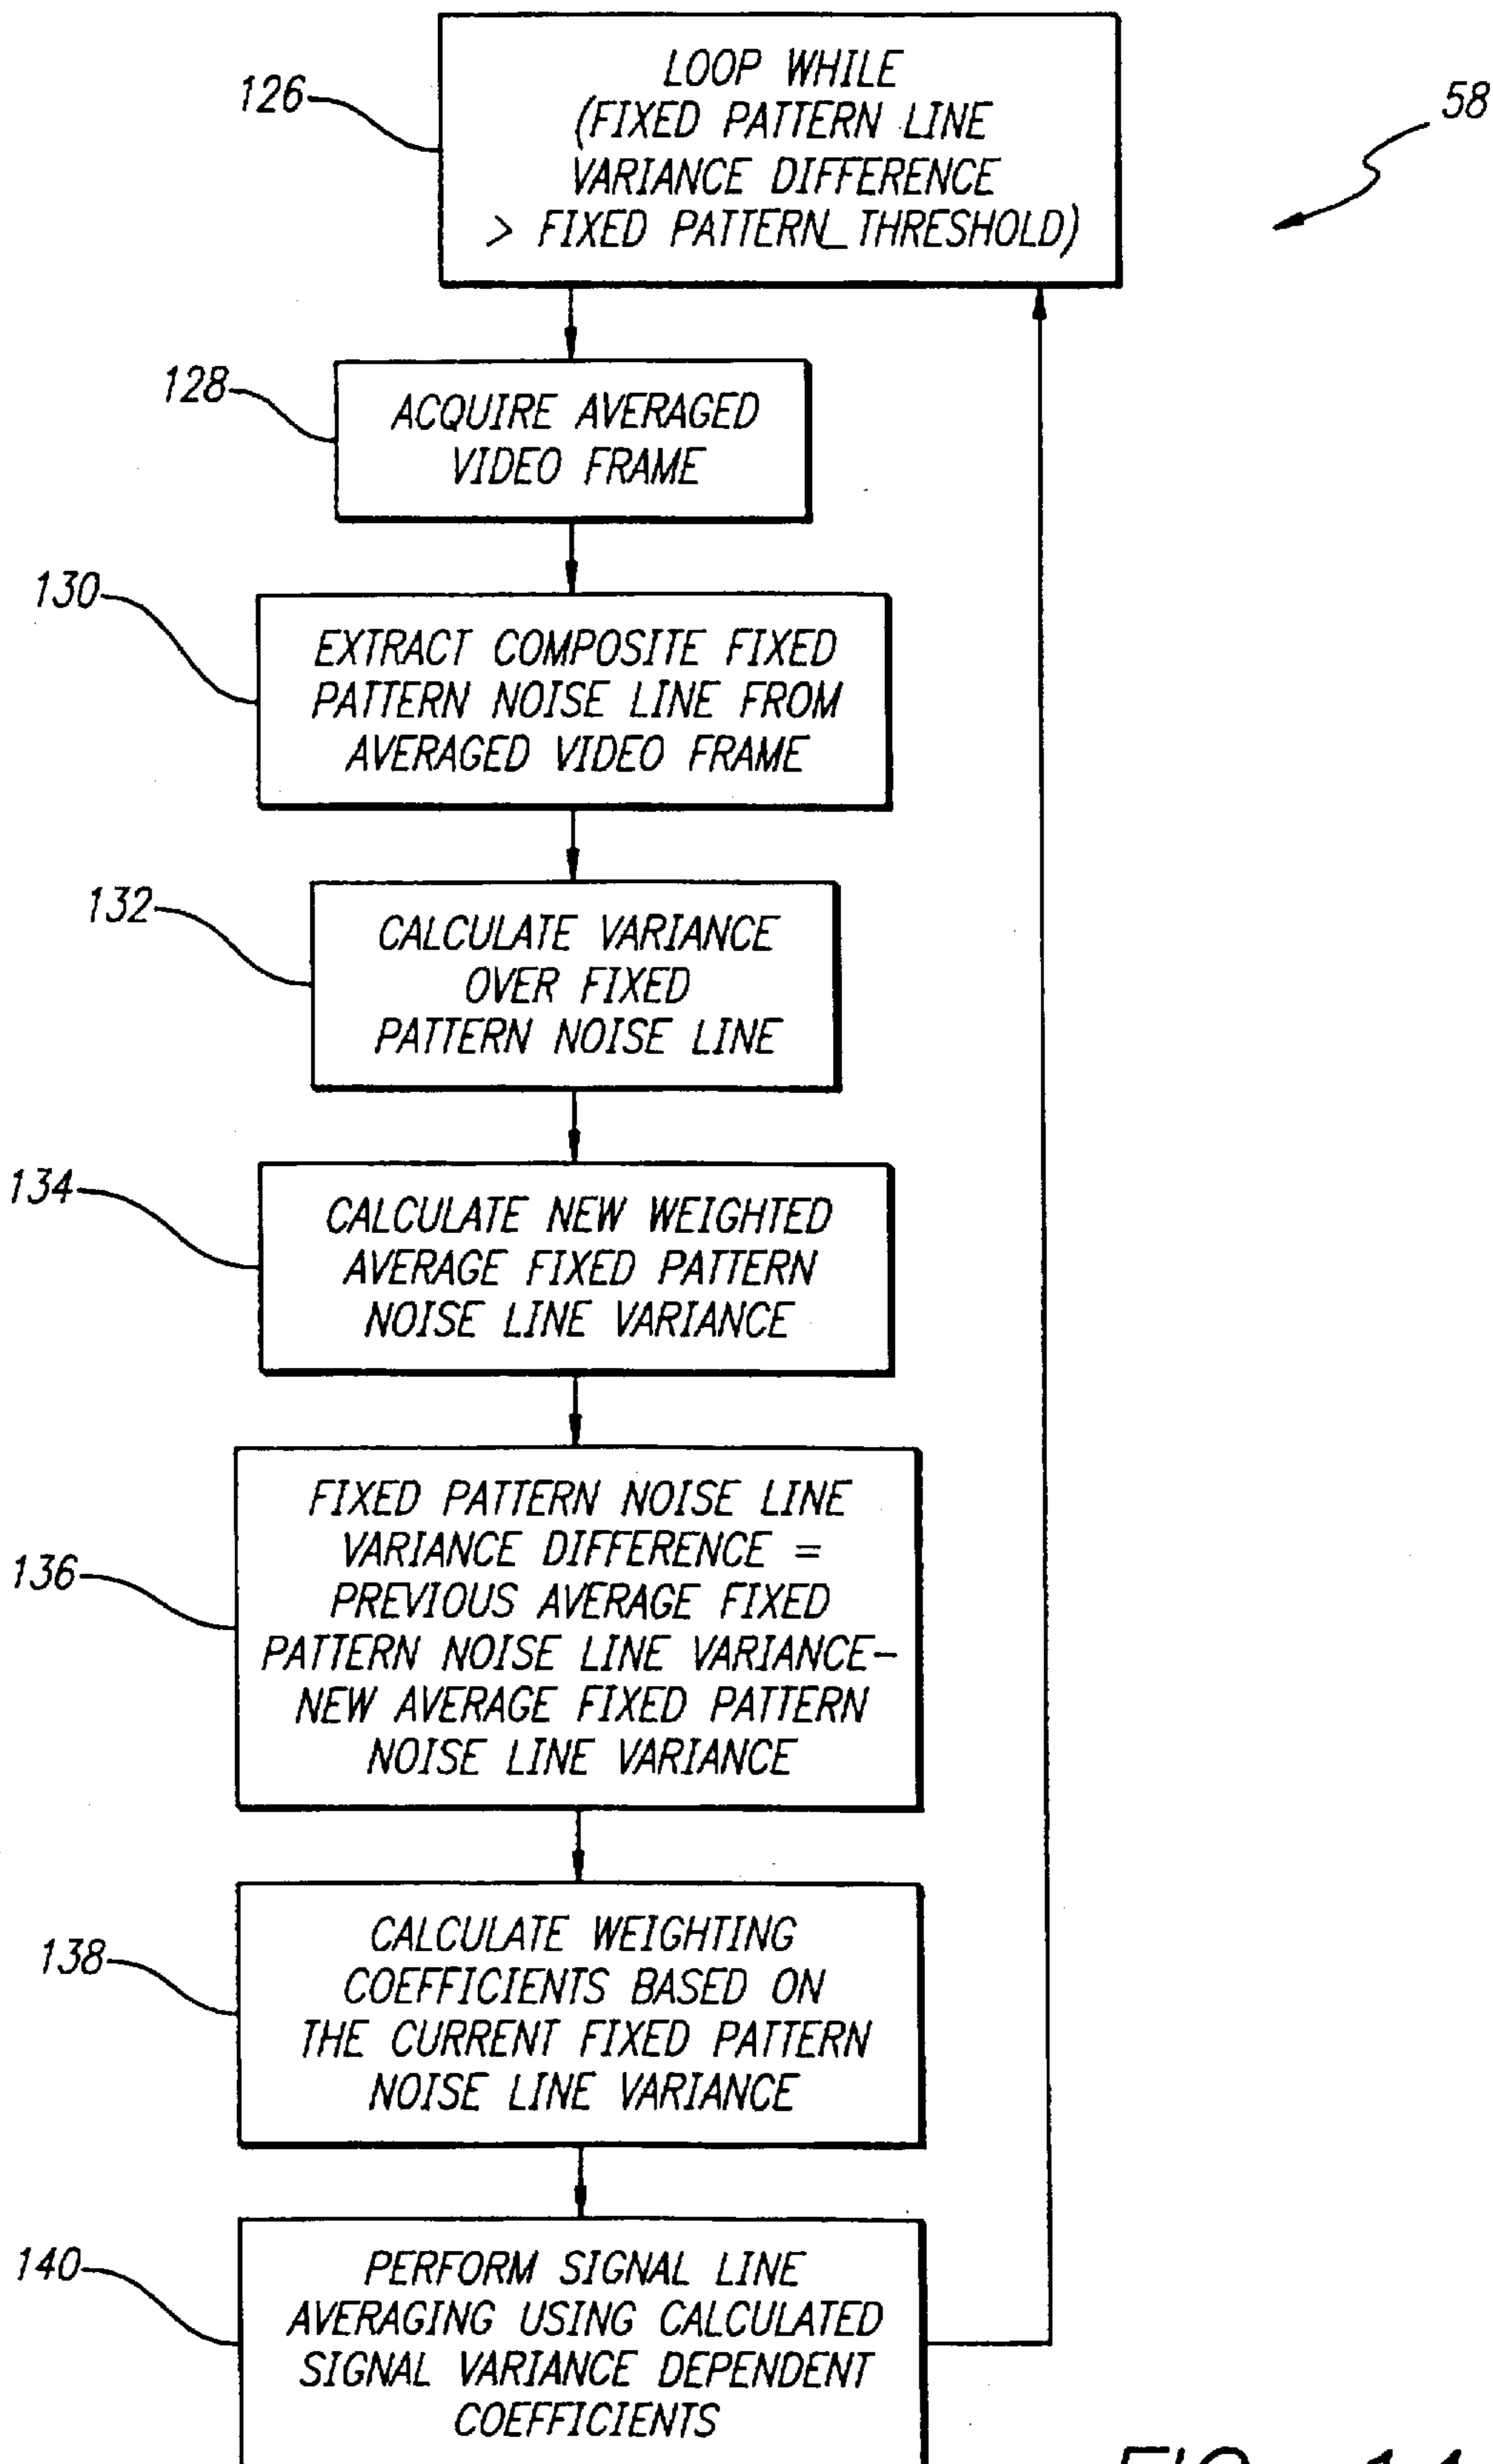 126
LOOP WHILE
(FIXED PATTERN LINE
VARIANCE DIFFERENCE
> FIXED PATTERN_THRESHOLD)
58
128
ACQUIRE AVERAGED
VIDEO FRAME
130
EXTRACT COMPOSITE FIXED
PATTERN NOISE LINE FROM
AVERAGED VIDEO FRAME
132
CALCULATE VARIANCE
OVER FIXED
PATTERN NOISE LINE
134
CALCULATE NEW WEIGHTED
AVERAGE FIXED PATTERN
NOISE LINE VARIANCE
136
FIXED PATTERN NOISE LINE
VARIANCE DIFFERENCE =
PREVIOUS AVERAGE FIXED
PATTERN NOISE LINE VARIANCE-
NEW AVERAGE FIXED PATTERN
NOISE LINE VARIANCE
138
CALCULATE WEIGHTING
COEFFICIENTS BASED ON
THE CURRENT FIXED PATTERN
NOISE LINE VARIANCE
140
PERFORM SIGNAL LINE
AVERAGING USING CALCULATED
SIGNAL VARIANCE DEPENDENT
COEFFICIENTS